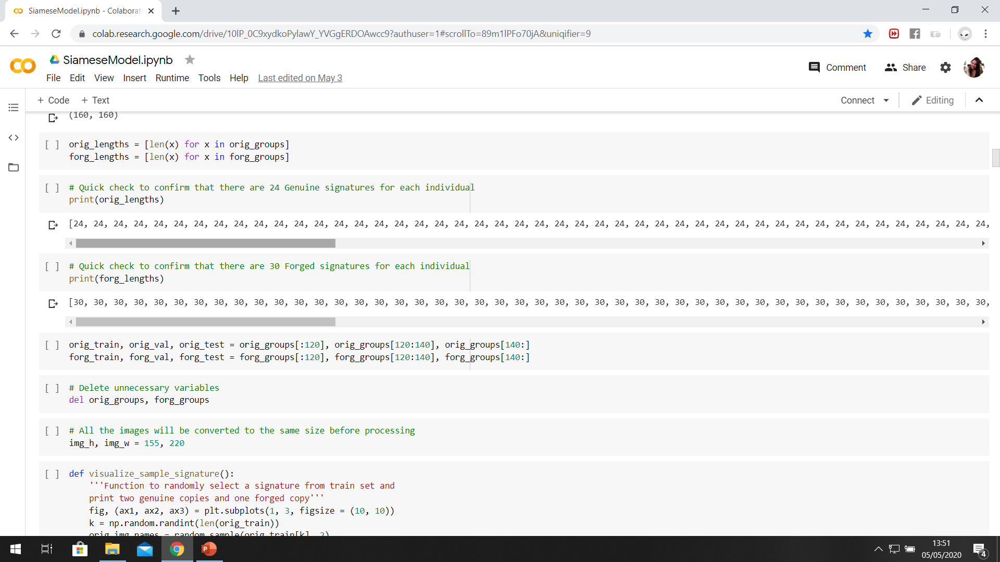 SiameseModel.ipynb - Colaborat
colab.research.google.com/drive/10lP_0C9xydkoPylawY_YVGgERDOAwcc9?authuser=1#scrollTo=89m1lPFo70jA&uniqifier=9
SiameseModel.ipynb
Comment
Share
File Edit View Insert Runtime Tools Help Last edited on May 3
+ Code + Text
Connect
Editing
(160, 160)
[ ] orig_lengths = [len(x) for x in orig_groups]
forg_lengths = [len(x) for x in forg_groups]
[ ] # Quick check to confirm that there are 24 Genuine signatures for each individual
print(orig_lengths)
[24, 24, 24, 24, 24, 24, 24, 24, 24, 24, 24, 24, 24, 24, 24, 24, 24, 24, 24, 24, 24, 24, 24, 24, 24, 24, 24, 24, 24, 24, 24, 24, 24, 24, 24, 24, 24, 24, 24, 24, 24, 24, 24, 24, 24, 24,
[ ] # Quick check to confirm that there are 30 Forged signatures for each individual
print(forg_lengths)
[30, 30, 30, 30, 30, 30, 30, 30, 30, 30, 30, 30, 30, 30, 30, 30, 30, 30, 30, 30, 30, 30, 30, 30, 30, 30, 30, 30, 30, 30, 30, 30, 30, 30, 30, 30, 30, 30, 30, 30, 30, 30, 30, 30, 30, 30,
[ ] orig_train, orig_val, orig_test = orig_groups[:120], orig_groups[120:140], orig_groups[140:]
forg_train, forg_val, forg_test = forg_groups[:120], forg_groups[120:140], forg_groups[140:]
[ ] # Delete unnecessary variables
del orig_groups, forg_groups
[ ] # All the images will be converted to the same size before processing
img_h, img_w = 155, 220
[ ] def visualize_sample_signature():
'''Function to randomly select a signature from train set and
print two genuine copies and one forged copy'''
fig, (ax1, ax2, ax3) = plt.subplots(1, 3, figsize = (10, 10))
k = np.random.randint(len(orig_train))
orig_img_names = random.sample(orig_train[k], 2)
13:51
05/05/2020
4